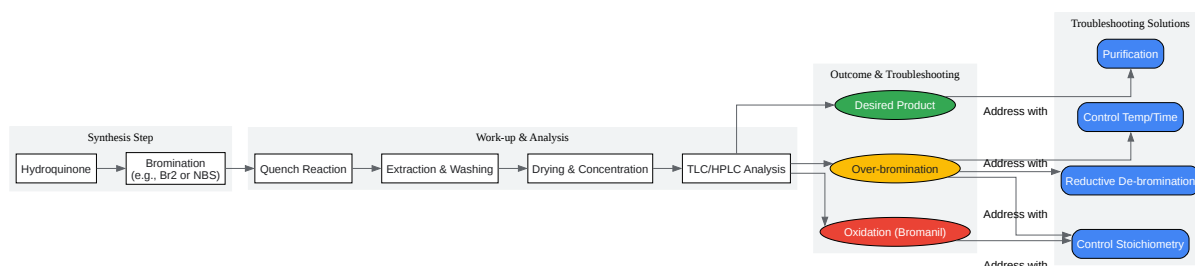 Troubleshooting Solutions
Purification
Outcome & Troubleshooting
Desired Product
Address with
Control Temp/Time
Synthesis Step
Work-up & Analysis
Hydroquinone
Bromination
(e.g., Br2 or NBS)
Quench Reaction
Extraction & Washing
Drying & Concentration
TLC/HPLC Analysis
Over-bromination
Address with
Reductive De-bromination
Address with
Oxidation (Bromanil)
Control Stoichiometry
Address with